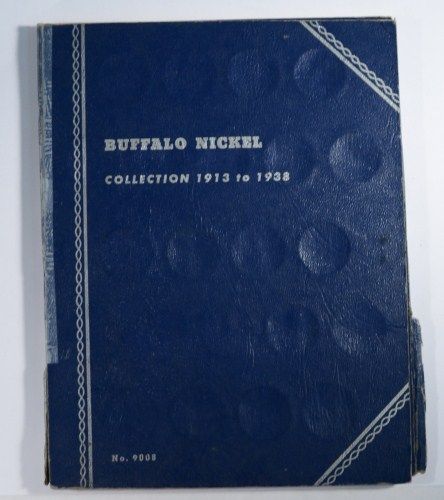 BUFFALO NICKEL
COLLECTION 1913 to 1938
No. 9008